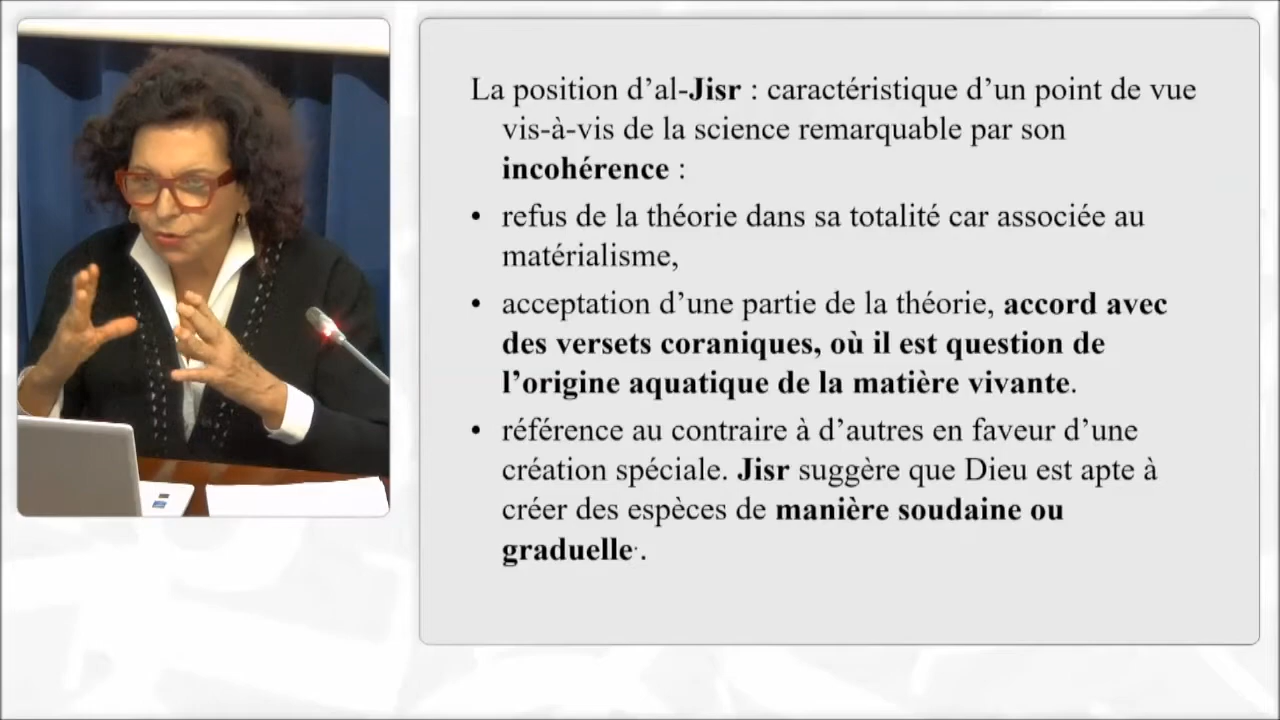 La position d’al-Jisr : caractéristique d’un point de vue
vis-à-vis de la science remarquable par son
incohérence :
• refus de la théorie dans sa totalité car associée au
matérialisme,
• acceptation d’une partie de la théorie, accord avec
des versets coraniques, où il est question de
l’origine aquatique de la matière vivante.
• référence au contraire à d’autres en faveur d’une
création spéciale. Jisr suggère que Dieu est apte à
créer des espèces de manière soudaine ou
graduelle.